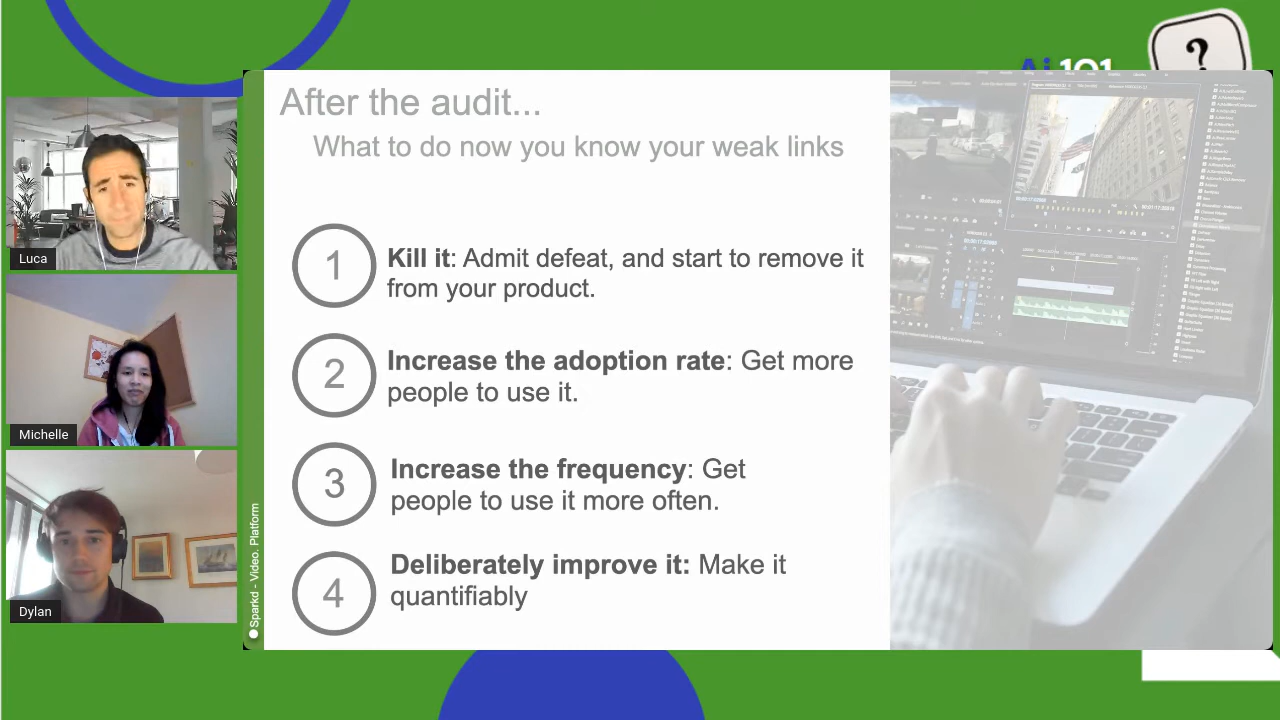 Ai 101
?
After the audit...
What to do now you know your weak links
1
Kill it: Admit defeat, and start to remove it
from your product.
2
Increase the adoption rate: Get more
people to use it.
3
Increase the frequency: Get
people to use it more often.
4
Deliberately improve it: Make it
quantifiably
Sparkd - Video. Platform
Luca
Michelle
Dylan